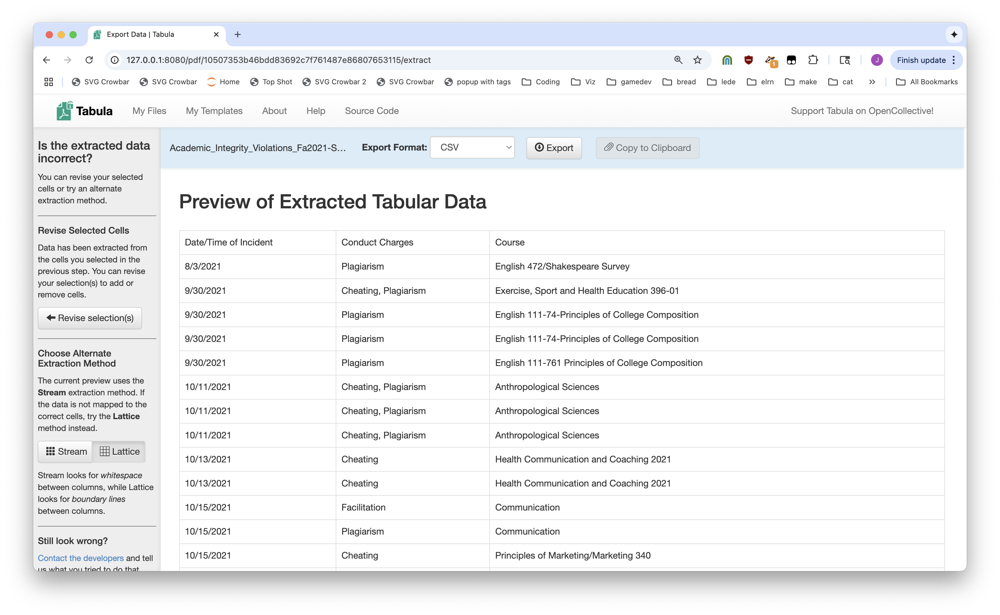 Export Data | Tabula
127.0.0.1:8080/pdf/10507353b46bdd83692c7f761487e86807653115/extract
1
J
Finish update
SVG Crowbar
SVG Crowbar
Home
Top Shot
SVG Crowbar 2
SVG Crowbar
popup with tags
Coding
Viz
gamedev
bread
lede
elrn
make
cat
All Bookmarks
Tabula
My Files
My Templates
About
Help
Source Code
Support Tabula on OpenCollective!
Is the extracted data
incorrect?
You can revise your selected
cells or try an alternate
extraction method.
Revise Selected Cells
Data has been extracted from
the cells you selected in the
previous step. You can revise
your selection(s) to add or
remove cells.
Revise selection(s)
Choose Alternate
Extraction Method
The current preview uses the
Stream extraction method. If
the data is not mapped to the
correct cells, try the Lattice
method instead.
Stream
Lattice
Stream looks for whitespace
between columns, while Lattice
looks for boundary lines
between columns.
Still look wrong?
Contact the developers and tell
us what you tried to do that
Academic_Integrity_Violations_Fa2021-S...
Export Format:
CSV
Export
Copy to Clipboard
Preview of Extracted Tabular Data
Date/Time of Incident Conduct Charges Course
8/3/2021 Plagiarism English 472/Shakespeare Survey
9/30/2021 Cheating, Plagiarism Exercise, Sport and Health Education 396-01
9/30/2021 Plagiarism English 111-74-Principles of College Composition
9/30/2021 Plagiarism English 111-74-Principles of College Composition
9/30/2021 Plagiarism English 111-761 Principles of College Composition
10/11/2021 Cheating, Plagiarism Anthropological Sciences
10/11/2021 Cheating, Plagiarism Anthropological Sciences
10/11/2021 Cheating, Plagiarism Anthropological Sciences
10/13/2021 Cheating Health Communication and Coaching 2021
10/13/2021 Cheating Health Communication and Coaching 2021
10/15/2021 Facilitation Communication
10/15/2021 Plagiarism Communication
10/15/2021 Cheating Principles of Marketing/Marketing 340